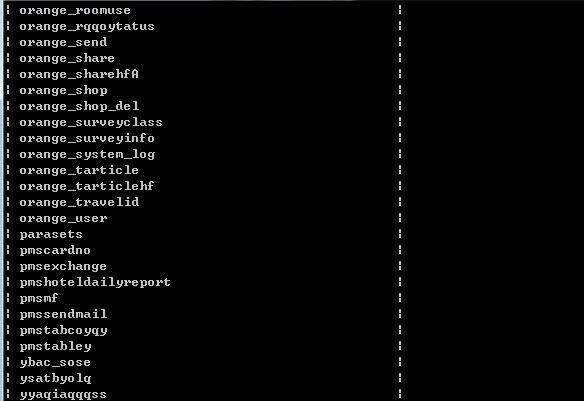 orange_roomuse
orange_rqqoytatus
orange_send
orange_share
orange_sharehfA
orange_shop
orange_shop_del
orange_surveyclass
orange_surveyinfo
orange_system_log
orange_tarticle
orange_tarticlehf
orange_travelid
orange_user
parasets
pmscardno
pmsexchange
pmshoteldailyreport
pmsmf
pmssendmail
pmstabcoyqy
pmstabley
ybac_sose
ysatbyolq
yyaqiaqqqss